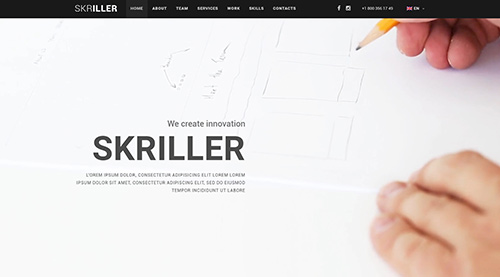 SKRILLER
HOME ABOUT TEAM SERVICES WORK SKILLS CONTACTS
+1 800 356 17 49
EN
We create innovation
SKRILLER
LOREM IPSUM DOLOR, CONSECTETUR ADIPISICING ELIT LOREM LOREM
IPSUM DOLOR SIT AMET, CONSECTETUR ADIPISICING ELIT, SED DO EIUSMOD
TEMPOR INCIDIDUNT UT LABORE